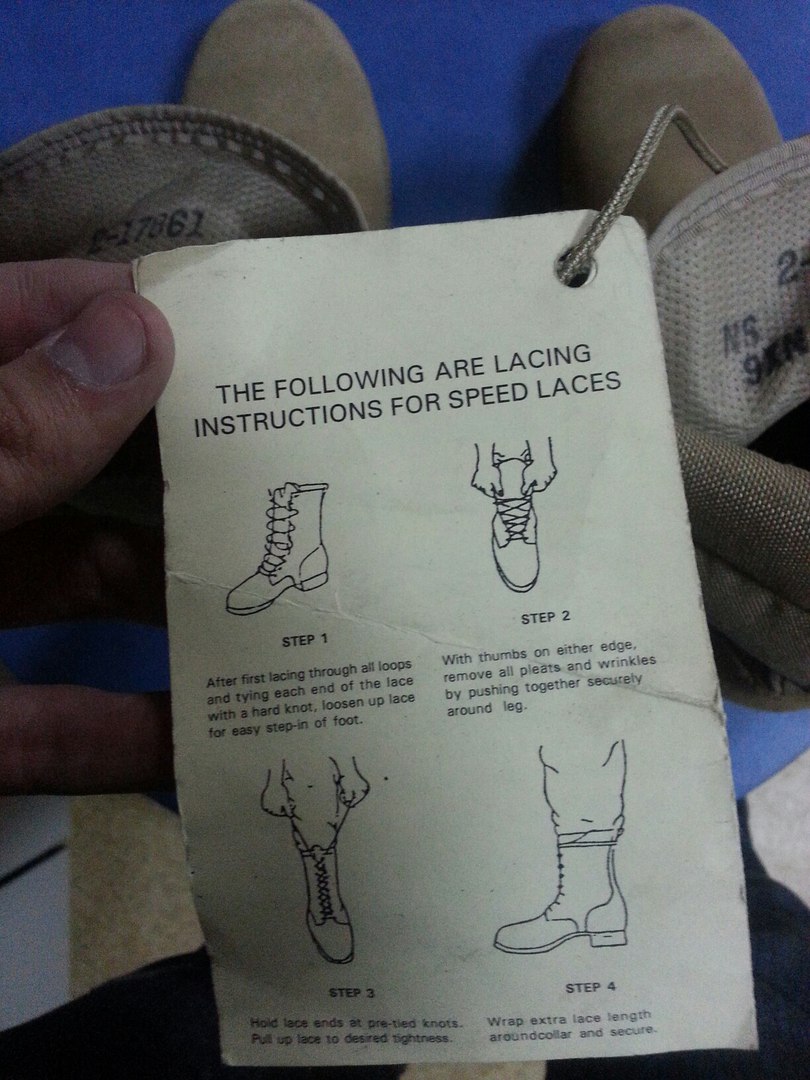 2-17861
2-
NS
THE FOLLOWING ARE LACING
INSTRUCTIONS FOR SPEED LACES
STEP 1
After first lacing through all loops
and tying each end of the lace
with a hard knot, loosen up lace
for easy step-in of foot.
STEP 2
With thumbs on either edge,
remove all pleats and wrinkles
by pushing together securely
around leg.
STEP 3
Hold lace ends at pre-tied knots.
Pull up lace to desired tightness.
STEP 4
Wrap extra lace length
aroundcollar and secure.